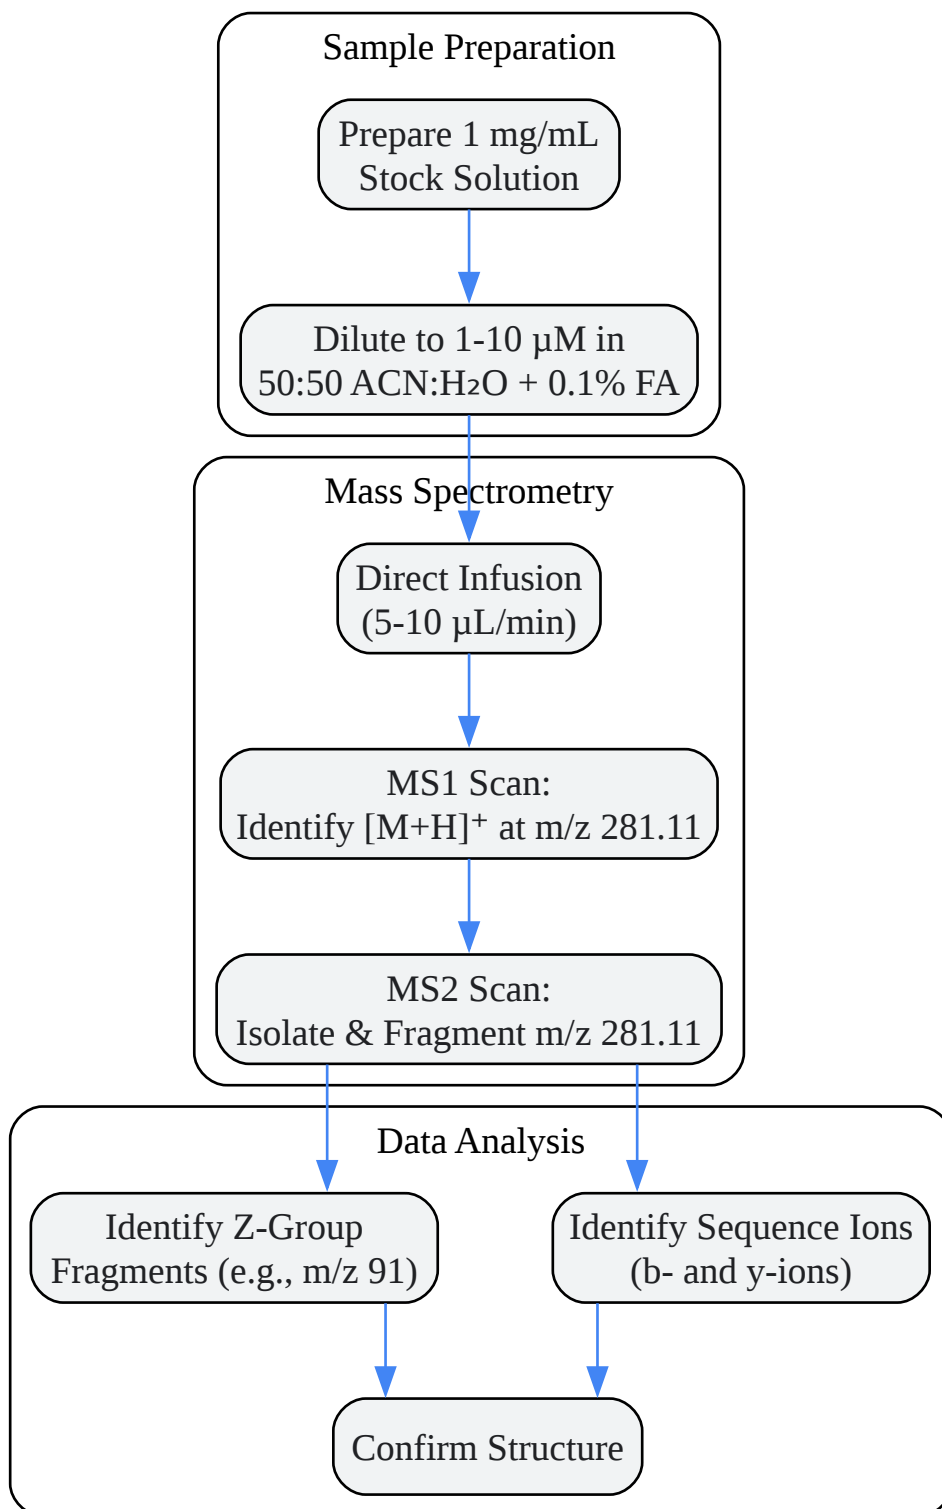 Sample Preparation
Prepare 1 mg/mL
Stock Solution
Dilute to 1-10 µM in
50:50 ACN:H₂O + 0.1% FA
Mass Spectrometry
Direct Infusion
(5-10 µL/min)
MS1 Scan:
Identify [M+H]⁺ at m/z 281.11
MS2 Scan:
Isolate & Fragment m/z 281.11
Data Analysis
Identify Z-Group
Fragments (e.g., m/z 91)
Identify Sequence Ions
(b- and y-ions)
Confirm Structure